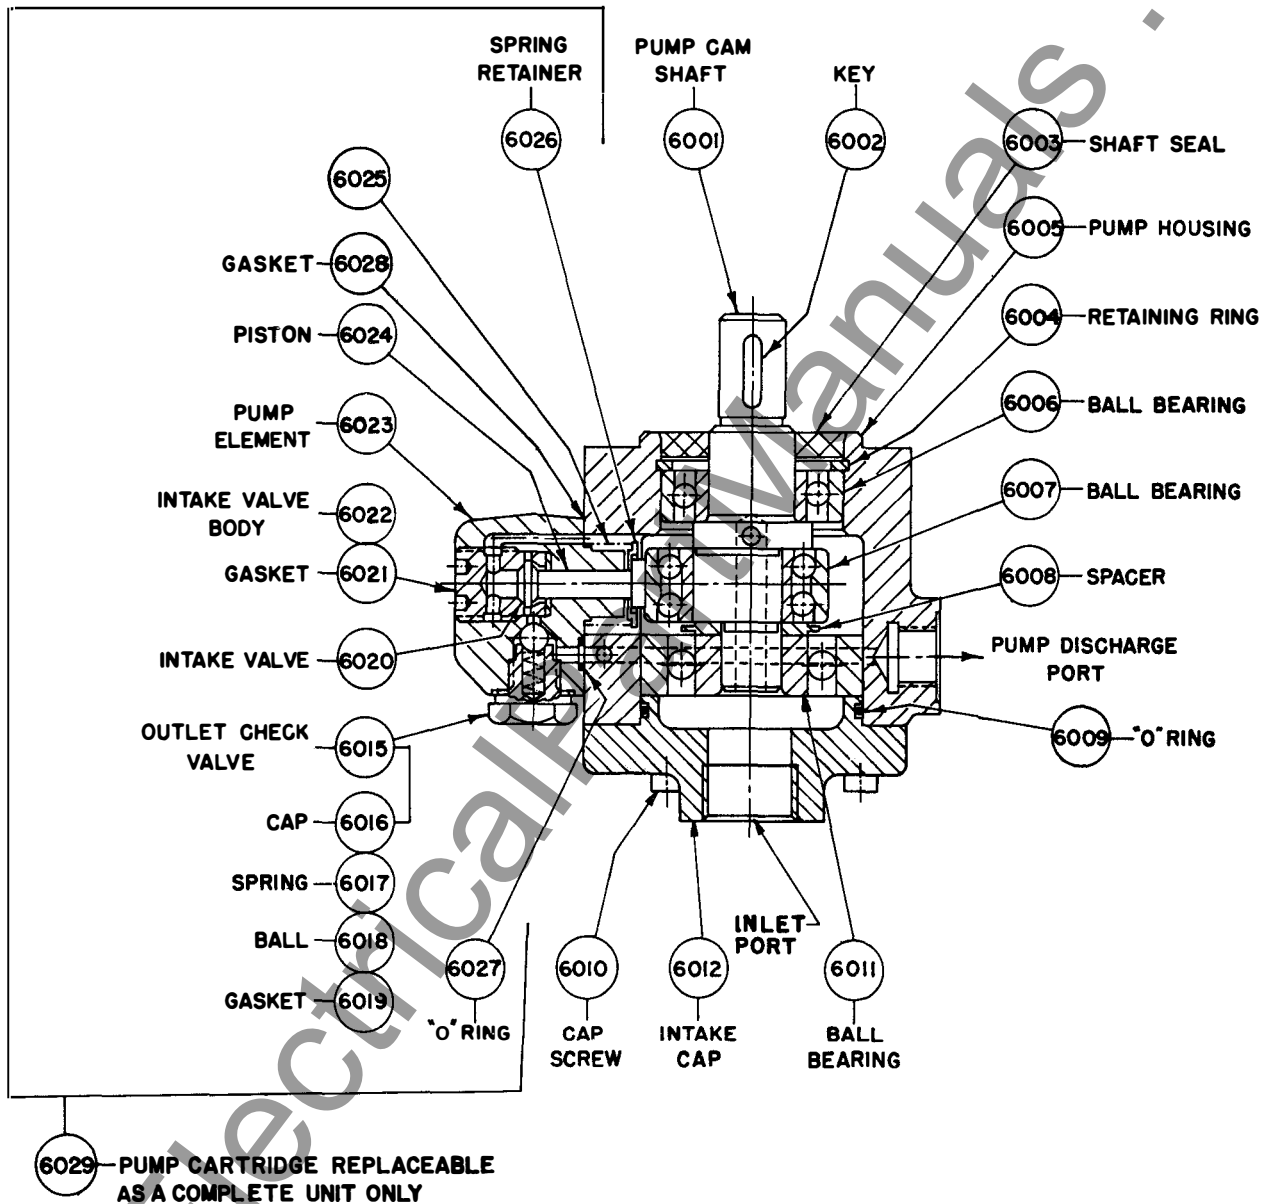 SPRING
RETAINER
6026
PUMP CAM
SHAFT
6001
KEY
6002
6003 SHAFT SEAL
6025
6005 PUMP HOUSING
GASKET 6028
6004 RETAINING RING
PISTON 6024
6006 BALL BEARING
PUMP
ELEMENT
6023
6007 BALL BEARING
INTAKE VALVE
BODY
6022
GASKET 6021
6008 SPACER
INTAKE VALVE 6020
PUMP DISCHARGE
PORT
OUTLET CHECK
VALVE
6015
6009 "O" RING
CAP 6016
SPRING 6017
BALL 6018
GASKET 6019
6027
"O" RING
6010
CAP
SCREW
6012
INTAKE
CAP
INLET
PORT
6011
BALL
BEARING
6029 PUMP CARTRIDGE REPLACEABLE
AS A COMPLETE UNIT ONLY